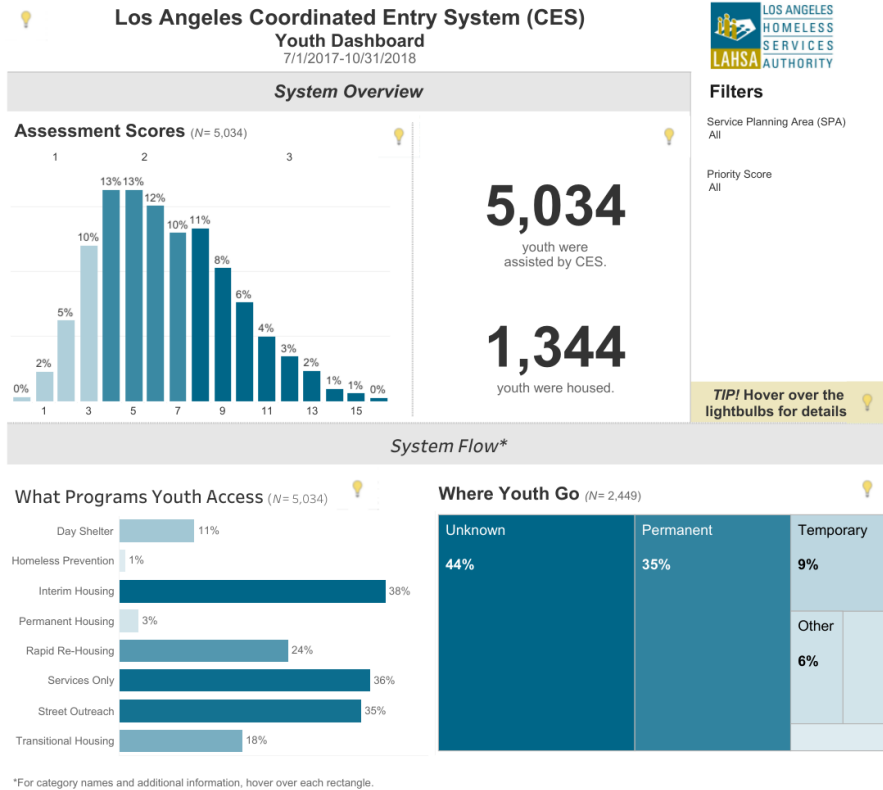 Los Angeles Coordinated Entry System (CES)
Youth Dashboard
7/1/2017-10/31/2018
LOS ANGELES
HOMELESS
SERVICES
AUTHORITY
LAHSA
System Overview
Filters
Service Planning Area (SPA)
All
Priority Score
All
Assessment Scores (N= 5,034)
1 2 3
0% 2% 5% 10% 13% 13% 12% 10% 11% 8% 6% 4% 3% 2% 1% 1% 0%
1 3 5 7 9 11 13 15
5,034
youth were
assisted by CES.
1,344
youth were housed.
TIP! Hover over the
lightbulbs for details
System Flow*
What Programs Youth Access (N= 5,034)
Day Shelter 11%
Homeless Prevention 1%
Interim Housing 38%
Permanent Housing 3%
Rapid Re-Housing 24%
Services Only 36%
Street Outreach 35%
Transitional Housing 18%
Where Youth Go (N= 2,449)
Unknown
44%
Permanent
35%
Temporary
9%
Other
6%
*For category names and additional information, hover over each rectangle.